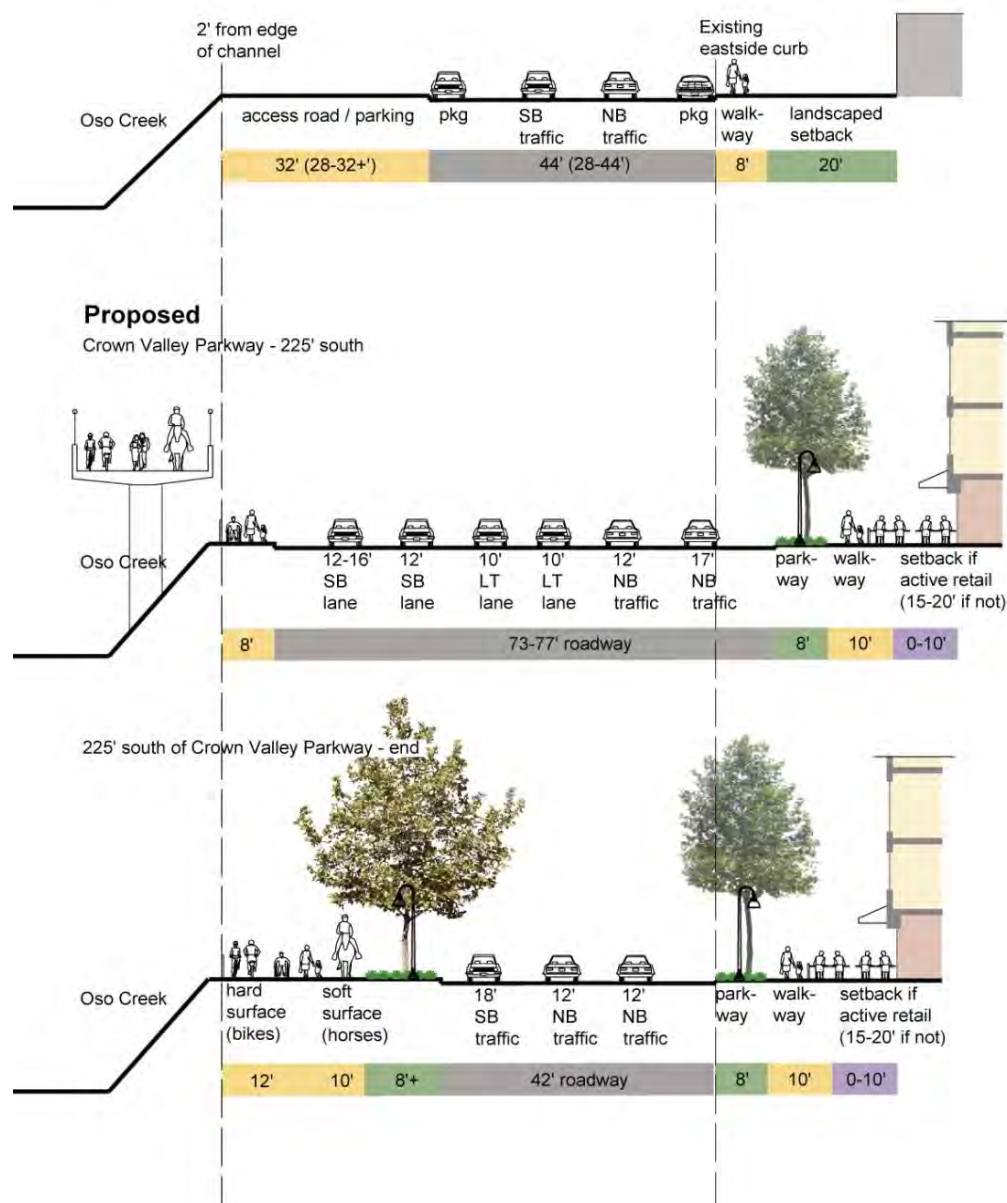 2' from edge
of channel
Existing
eastside curb
Oso Creek
access road / parking
pkg
SB
traffic
NB
traffic
pkg
walk-
way
landscaped
setback
32' (28-32+')
44' (28-44')
8'
20'
Proposed
Crown Valley Parkway - 225' south
Oso Creek
12-16'
SB
lane
12'
SB
lane
10'
LT
lane
10'
LT
lane
12'
NB
traffic
17'
NB
traffic
park-
way
walk-
way
setback if
active retail
(15-20' if not)
8'
73-77' roadway
8'
10'
0-10'
225' south of Crown Valley Parkway - end
Oso Creek
hard
surface
(bikes)
soft
surface
(horses)
18'
SB
traffic
12'
NB
traffic
12'
NB
traffic
park-
way
walk-
way
setback if
active retail
(15-20' if not)
12'
10'
8'+
42' roadway
8'
10'
0-10'